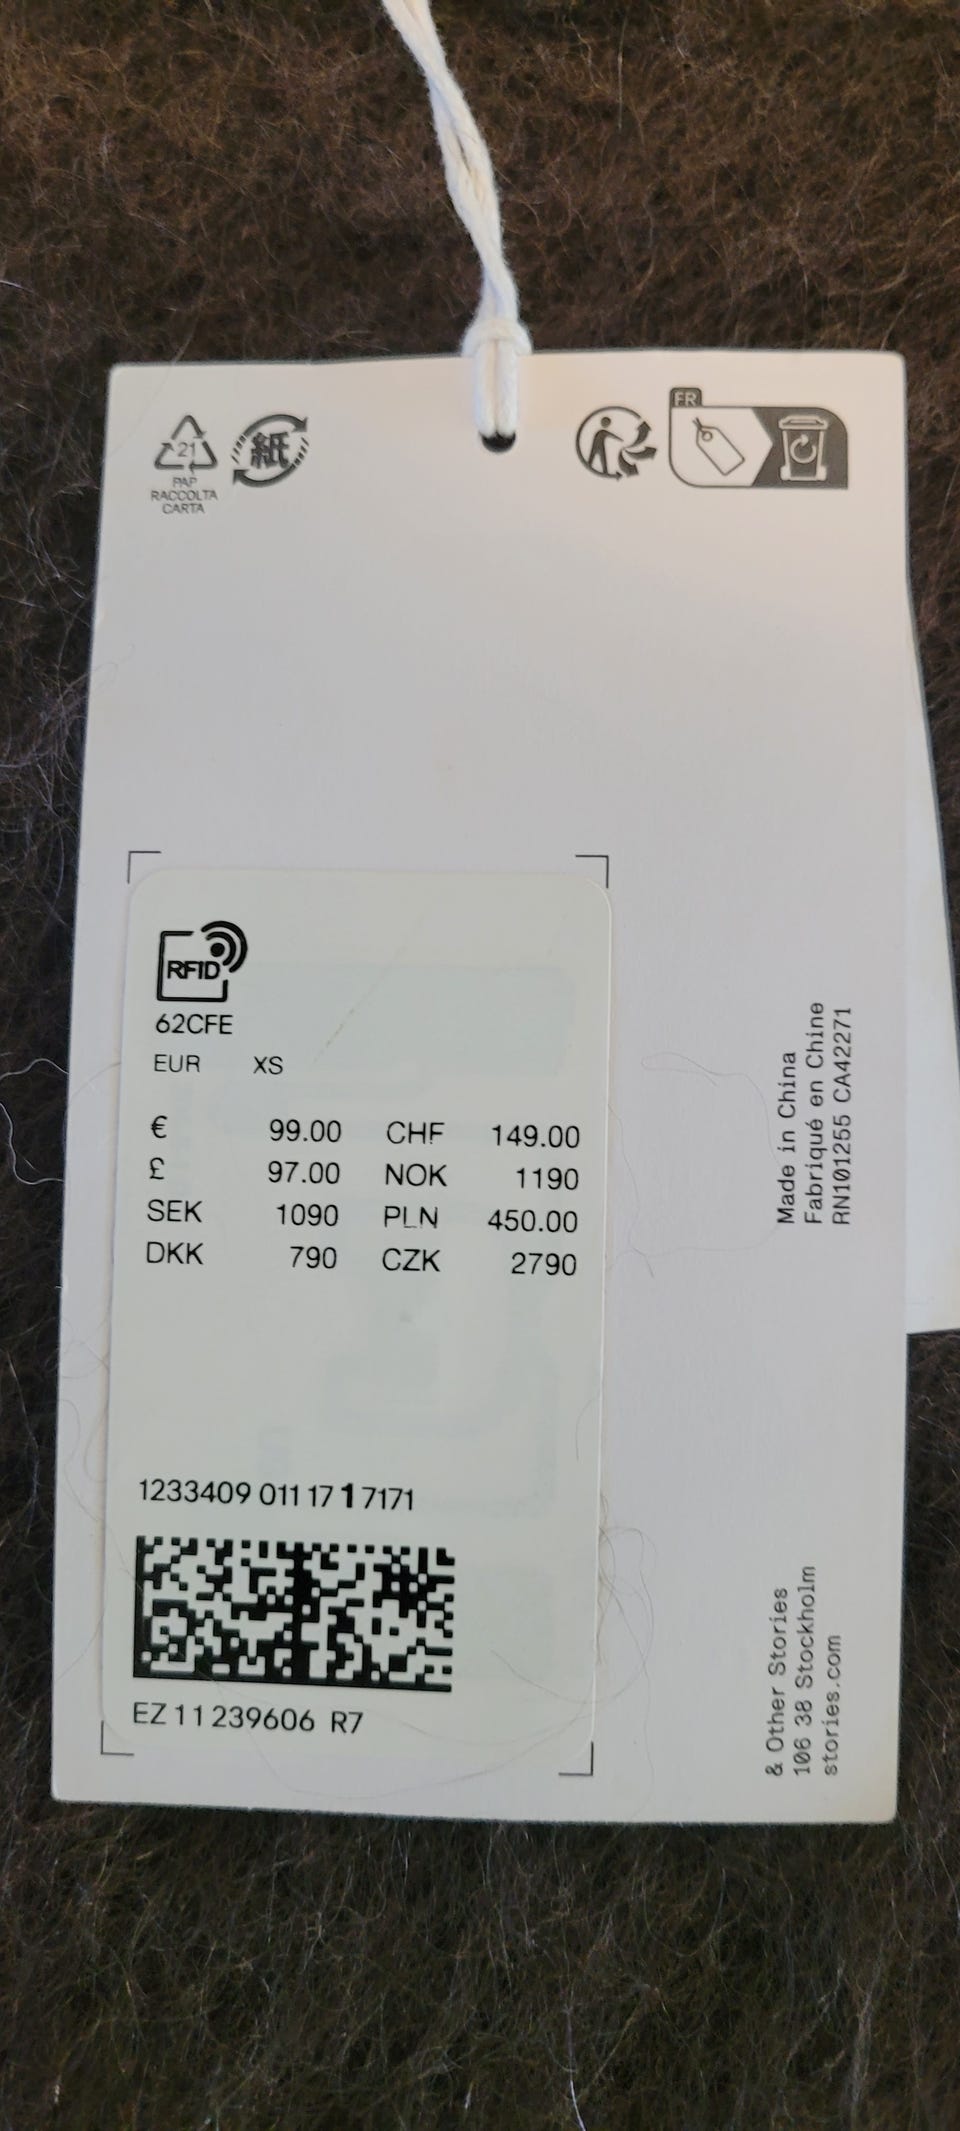 21
PAP
RACCOLTA
CARTA
紙
FR
RFID
62CFE
EUR XS
€ 99.00 CHF 149.00
£ 97.00 NOK 1190
SEK 1090 PLN 450.00
DKK 790 CZK 2790
1233409 011 17 1 7171
EZ 11 239606 R7
Made in China
Fabriqué en Chine
RN101255 CA42271
& Other Stories
106 38 Stockholm
stories.com